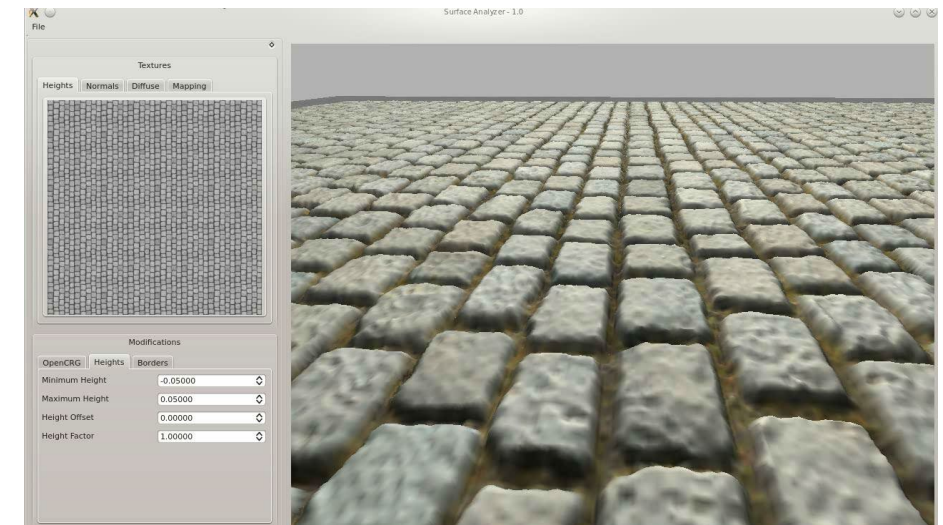 Surface Analyzer - 1.0
File
Textures
Heights Normals Diffuse Mapping
Modifications
OpenCRG Heights Borders
Minimum Height -0.05000
Maximum Height 0.05000
Height Offset 0.00000
Height Factor 1.00000